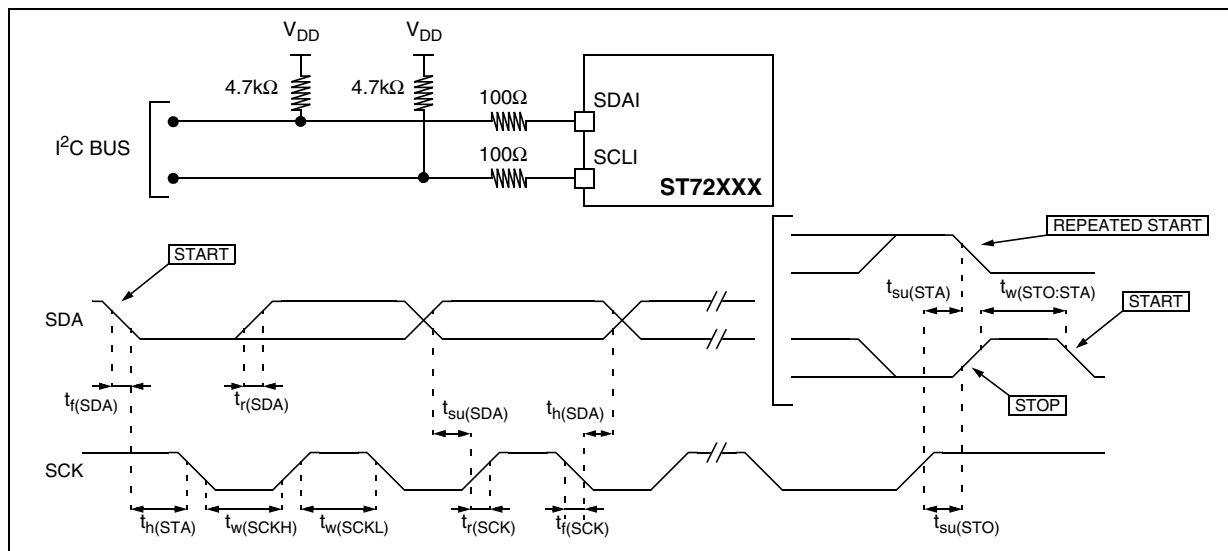 V_DD V_DD
4.7kΩ 4.7kΩ
100Ω
SDAI
I²C BUS
100Ω
SCLI
ST72XXX
REPEATED START
START
t_su(STA) t_w(STO:STA)
START
SDA
t_f(SDA) t_r(SDA)
t_su(SDA) t_h(SDA)
STOP
SCK
t_h(STA) t_w(SCKH) t_w(SCKL) t_r(SCK) t_f(SCK) t_su(STO)